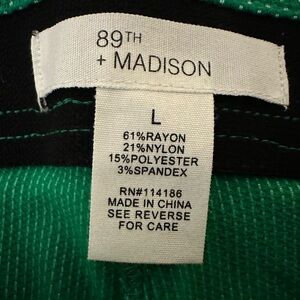 89TH
+ MADISON
L
61%RAYON
21%NYLON
15%POLYESTER
3%SPANDEX
RN#114186
MADE IN CHINA
SEE REVERSE
FOR CARE